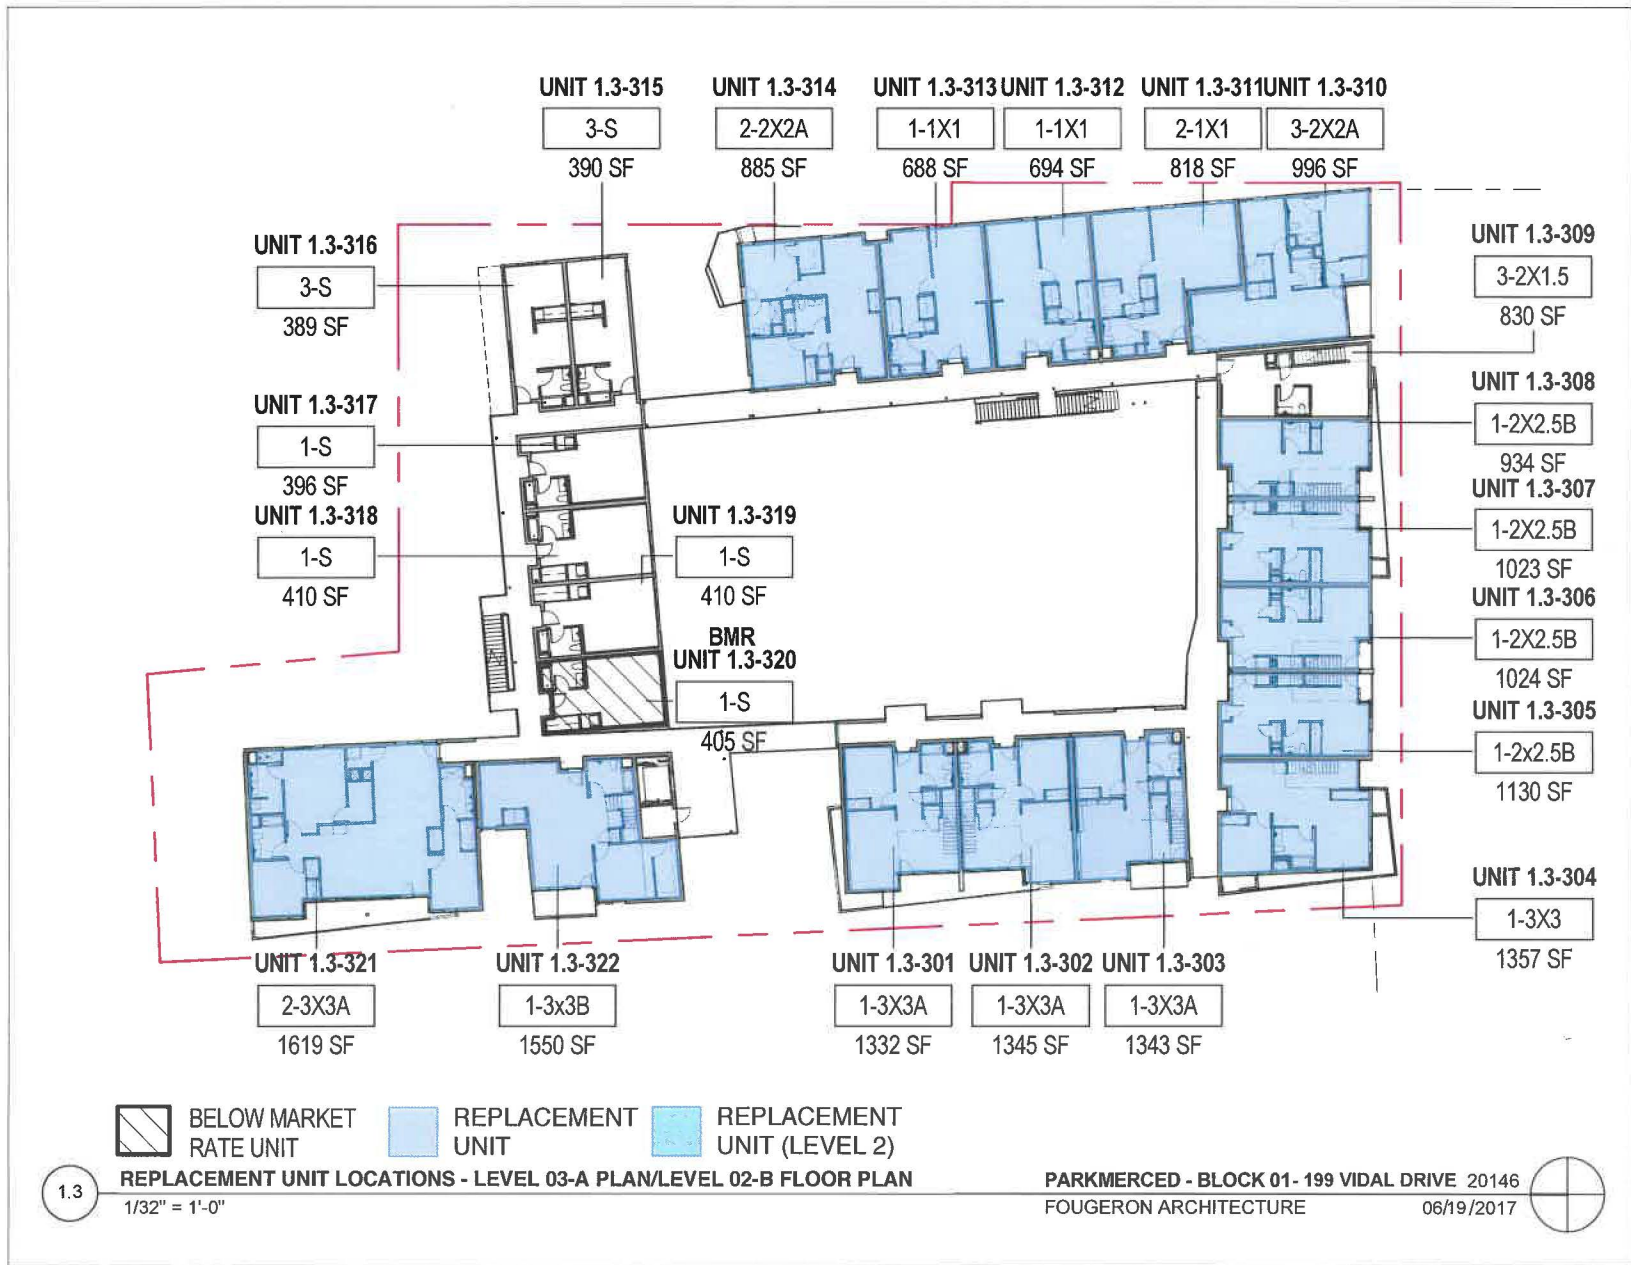 UNIT 1.3-315
3-S
390 SF
UNIT 1.3-314
2-2X2A
885 SF
UNIT 1.3-313
1-1X1
688 SF
UNIT 1.3-312
1-1X1
694 SF
UNIT 1.3-311
2-1X1
818 SF
UNIT 1.3-310
3-2X2A
996 SF
UNIT 1.3-316
3-S
389 SF
UNIT 1.3-309
3-2X1.5
830 SF
UNIT 1.3-317
1-S
396 SF
UNIT 1.3-308
1-2X2.5B
934 SF
UNIT 1.3-318
1-S
410 SF
UNIT 1.3-319
1-S
410 SF
UNIT 1.3-307
1-2X2.5B
1023 SF
BMR
UNIT 1.3-320
1-S
405 SF
UNIT 1.3-306
1-2X2.5B
1024 SF
UNIT 1.3-305
1-2x2.5B
1130 SF
UNIT 1.3-304
1-3X3
1357 SF
UNIT 1.3-321
2-3X3A
1619 SF
UNIT 1.3-322
1-3x3B
1550 SF
UNIT 1.3-301
1-3X3A
1332 SF
UNIT 1.3-302
1-3X3A
1345 SF
UNIT 1.3-303
1-3X3A
1343 SF
BELOW MARKET
RATE UNIT
REPLACEMENT
UNIT
REPLACEMENT
UNIT (LEVEL 2)
1.3
REPLACEMENT UNIT LOCATIONS - LEVEL 03-A PLAN/LEVEL 02-B FLOOR PLAN
1/32" = 1'-0"
PARKMERCED - BLOCK 01- 199 VIDAL DRIVE 20146
FOUGERON ARCHITECTURE 06/19/2017